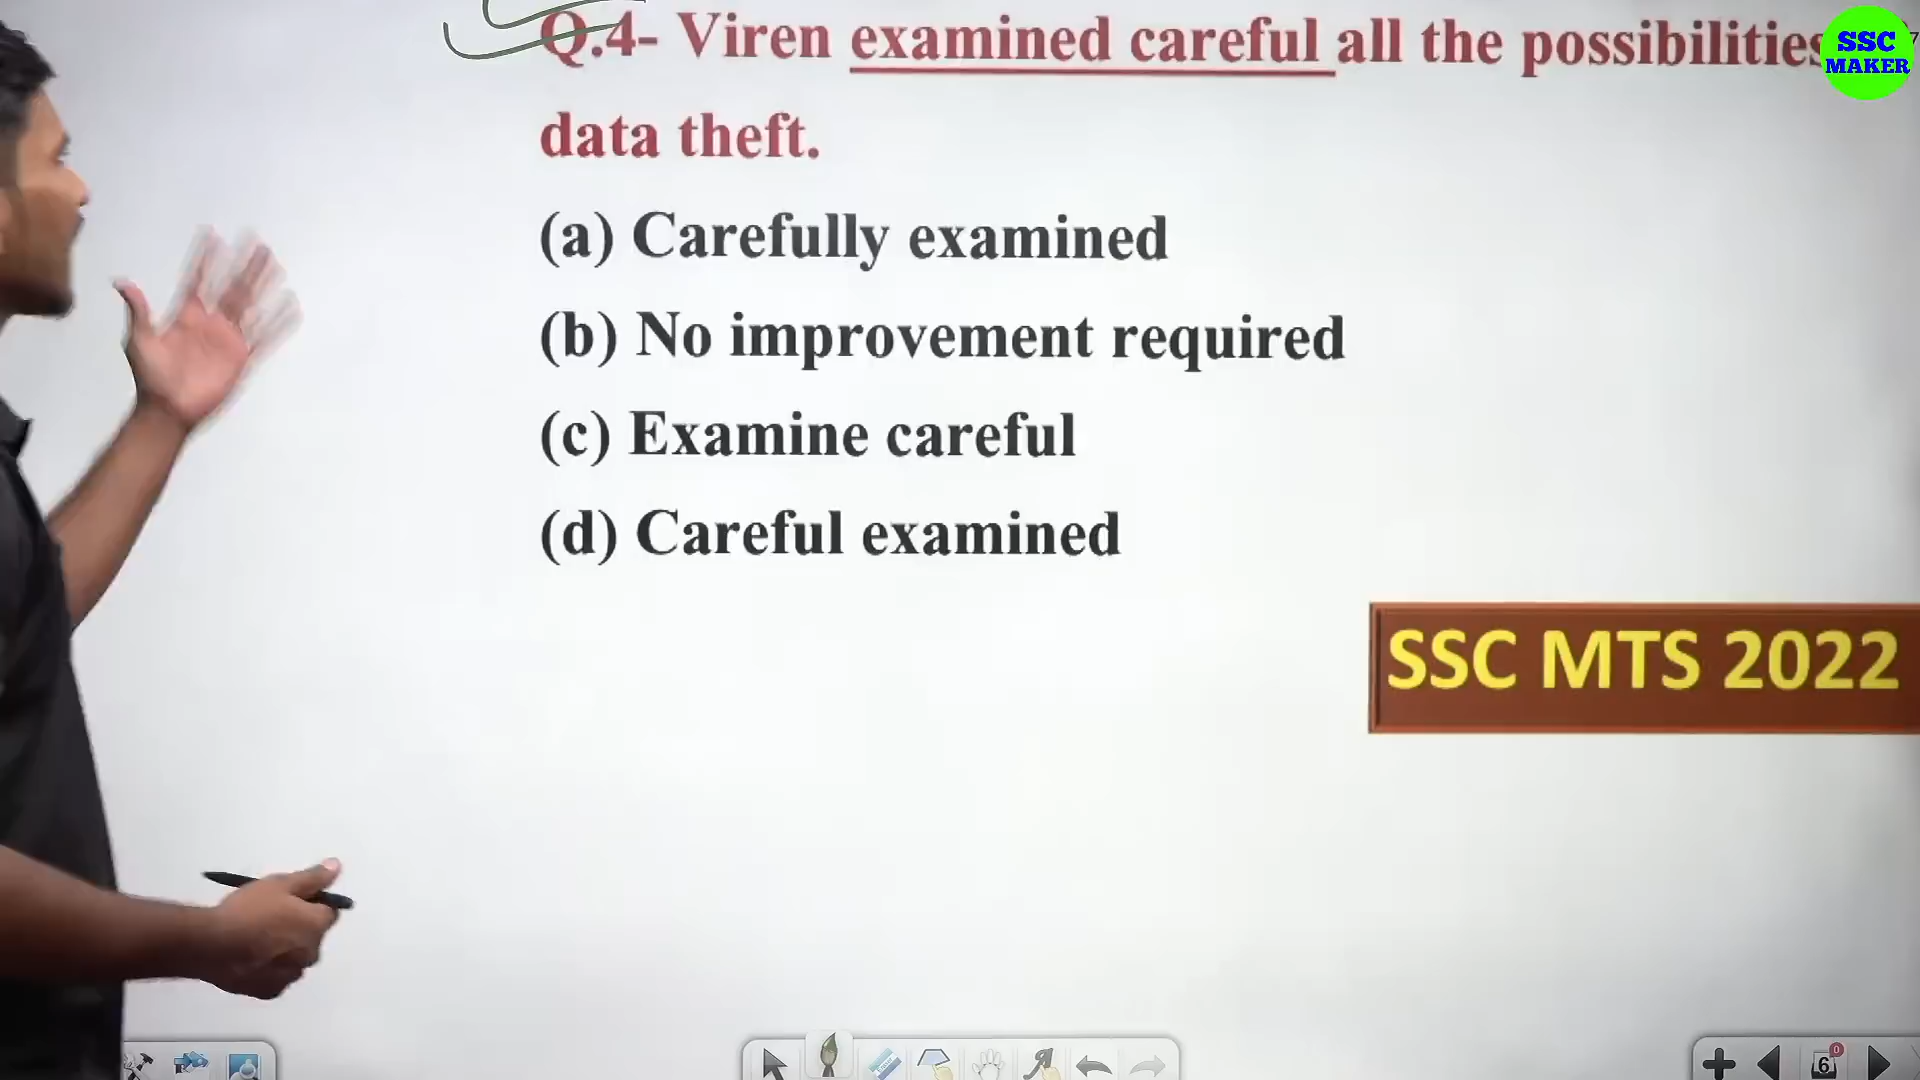 Q.4- Viren examined careful all the possibilities
data theft.
(a) Carefully examined
(b) No improvement required
(c) Examine careful
(d) Careful examined
SSC MTS 2022
SSC
MAKER
6
0